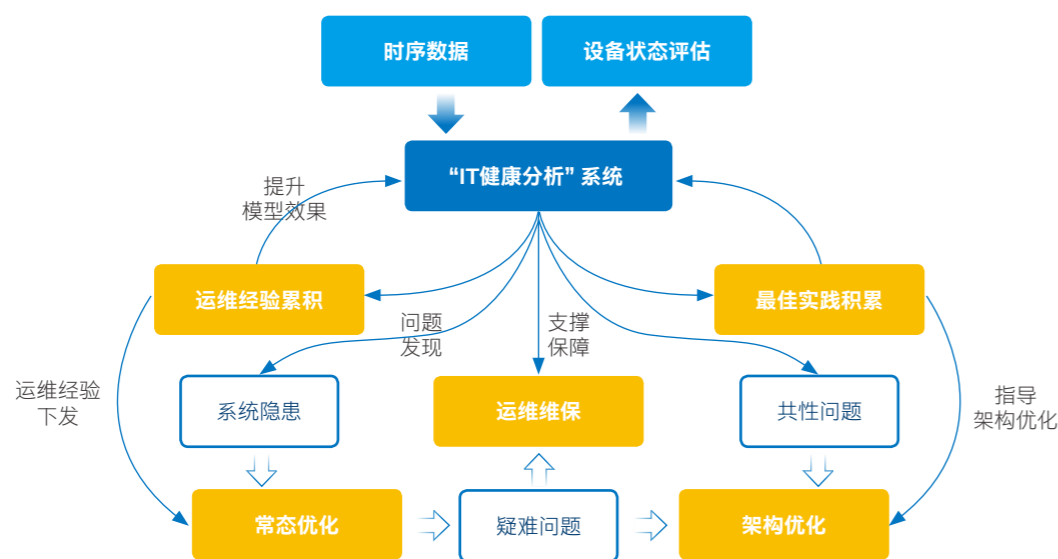 时序数据
设备状态评估
“IT健康分析” 系统
提升
模型效果
运维经验累积
最佳实践积累
问题
发现
支撑
保障
运维经验
下发
系统隐患
运维维保
共性问题
指导
架构优化
常态优化
疑难问题
架构优化